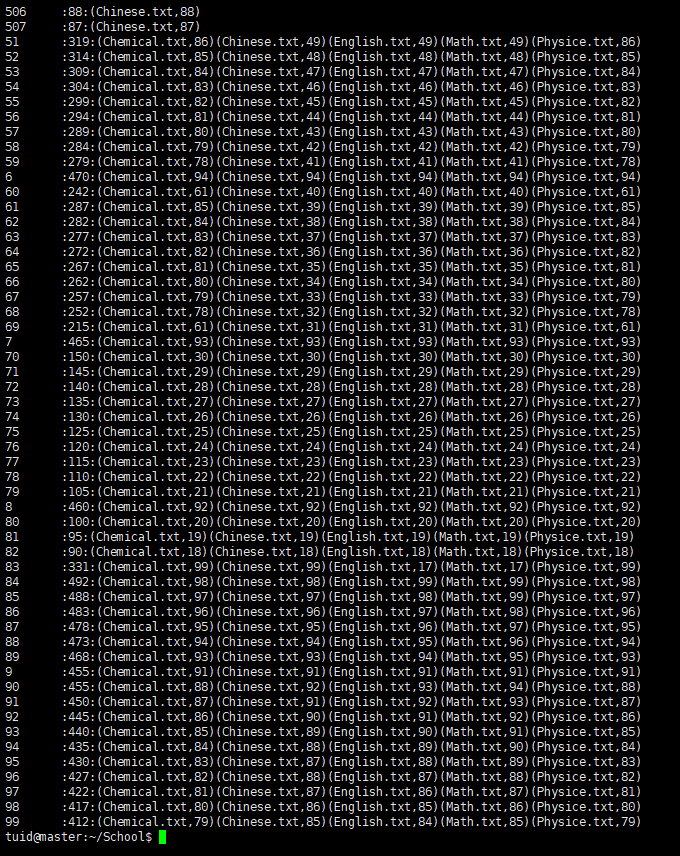 506 :88:(Chinese.txt,88)
507 :87:(Chinese.txt,87)
51 :319:(Chemical.txt,86)(Chinese.txt,49)(English.txt,49)(Math.txt,49)(Physice.txt,86)
52 :314:(Chemical.txt,85)(Chinese.txt,48)(English.txt,48)(Math.txt,48)(Physice.txt,85)
53 :309:(Chemical.txt,84)(Chinese.txt,47)(English.txt,47)(Math.txt,47)(Physice.txt,84)
54 :304:(Chemical.txt,83)(Chinese.txt,46)(English.txt,46)(Math.txt,46)(Physice.txt,83)
55 :299:(Chemical.txt,82)(Chinese.txt,45)(English.txt,45)(Math.txt,45)(Physice.txt,82)
56 :294:(Chemical.txt,81)(Chinese.txt,44)(English.txt,44)(Math.txt,44)(Physice.txt,81)
57 :289:(Chemical.txt,80)(Chinese.txt,43)(English.txt,43)(Math.txt,43)(Physice.txt,80)
58 :284:(Chemical.txt,79)(Chinese.txt,42)(English.txt,42)(Math.txt,42)(Physice.txt,79)
59 :279:(Chemical.txt,78)(Chinese.txt,41)(English.txt,41)(Math.txt,41)(Physice.txt,78)
6 :470:(Chemical.txt,94)(Chinese.txt,94)(English.txt,94)(Math.txt,94)(Physice.txt,94)
60 :242:(Chemical.txt,61)(Chinese.txt,40)(English.txt,40)(Math.txt,40)(Physice.txt,61)
61 :287:(Chemical.txt,85)(Chinese.txt,39)(English.txt,39)(Math.txt,39)(Physice.txt,85)
62 :282:(Chemical.txt,84)(Chinese.txt,38)(English.txt,38)(Math.txt,38)(Physice.txt,84)
63 :277:(Chemical.txt,83)(Chinese.txt,37)(English.txt,37)(Math.txt,37)(Physice.txt,83)
64 :272:(Chemical.txt,82)(Chinese.txt,36)(English.txt,36)(Math.txt,36)(Physice.txt,82)
65 :267:(Chemical.txt,81)(Chinese.txt,35)(English.txt,35)(Math.txt,35)(Physice.txt,81)
66 :262:(Chemical.txt,80)(Chinese.txt,34)(English.txt,34)(Math.txt,34)(Physice.txt,80)
67 :257:(Chemical.txt,79)(Chinese.txt,33)(English.txt,33)(Math.txt,33)(Physice.txt,79)
68 :252:(Chemical.txt,78)(Chinese.txt,32)(English.txt,32)(Math.txt,32)(Physice.txt,78)
69 :215:(Chemical.txt,61)(Chinese.txt,31)(English.txt,31)(Math.txt,31)(Physice.txt,61)
7 :465:(Chemical.txt,93)(Chinese.txt,93)(English.txt,93)(Math.txt,93)(Physice.txt,93)
70 :150:(Chemical.txt,30)(Chinese.txt,30)(English.txt,30)(Math.txt,30)(Physice.txt,30)
71 :145:(Chemical.txt,29)(Chinese.txt,29)(English.txt,29)(Math.txt,29)(Physice.txt,29)
72 :140:(Chemical.txt,28)(Chinese.txt,28)(English.txt,28)(Math.txt,28)(Physice.txt,28)
73 :135:(Chemical.txt,27)(Chinese.txt,27)(English.txt,27)(Math.txt,27)(Physice.txt,27)
74 :130:(Chemical.txt,26)(Chinese.txt,26)(English.txt,26)(Math.txt,26)(Physice.txt,26)
75 :125:(Chemical.txt,25)(Chinese.txt,25)(English.txt,25)(Math.txt,25)(Physice.txt,25)
76 :120:(Chemical.txt,24)(Chinese.txt,24)(English.txt,24)(Math.txt,24)(Physice.txt,24)
77 :115:(Chemical.txt,23)(Chinese.txt,23)(English.txt,23)(Math.txt,23)(Physice.txt,23)
78 :110:(Chemical.txt,22)(Chinese.txt,22)(English.txt,22)(Math.txt,22)(Physice.txt,22)
79 :105:(Chemical.txt,21)(Chinese.txt,21)(English.txt,21)(Math.txt,21)(Physice.txt,21)
8 :460:(Chemical.txt,92)(Chinese.txt,92)(English.txt,92)(Math.txt,92)(Physice.txt,92)
80 :100:(Chemical.txt,20)(Chinese.txt,20)(English.txt,20)(Math.txt,20)(Physice.txt,20)
81 :95:(Chemical.txt,19)(Chinese.txt,19)(English.txt,19)(Math.txt,19)(Physice.txt,19)
82 :90:(Chemical.txt,18)(Chinese.txt,18)(English.txt,18)(Math.txt,18)(Physice.txt,18)
83 :331:(Chemical.txt,99)(Chinese.txt,99)(English.txt,17)(Math.txt,17)(Physice.txt,99)
84 :492:(Chemical.txt,98)(Chinese.txt,98)(English.txt,99)(Math.txt,99)(Physice.txt,98)
85 :488:(Chemical.txt,97)(Chinese.txt,97)(English.txt,98)(Math.txt,99)(Physice.txt,97)
86 :483:(Chemical.txt,96)(Chinese.txt,96)(English.txt,97)(Math.txt,98)(Physice.txt,96)
87 :478:(Chemical.txt,95)(Chinese.txt,95)(English.txt,96)(Math.txt,97)(Physice.txt,95)
88 :473:(Chemical.txt,94)(Chinese.txt,94)(English.txt,95)(Math.txt,96)(Physice.txt,94)
89 :468:(Chemical.txt,93)(Chinese.txt,93)(English.txt,94)(Math.txt,95)(Physice.txt,93)
9 :455:(Chemical.txt,91)(Chinese.txt,91)(English.txt,91)(Math.txt,91)(Physice.txt,91)
90 :455:(Chemical.txt,88)(Chinese.txt,92)(English.txt,93)(Math.txt,94)(Physice.txt,88)
91 :450:(Chemical.txt,87)(Chinese.txt,91)(English.txt,92)(Math.txt,93)(Physice.txt,87)
92 :445:(Chemical.txt,86)(Chinese.txt,90)(English.txt,91)(Math.txt,92)(Physice.txt,86)
93 :440:(Chemical.txt,85)(Chinese.txt,89)(English.txt,90)(Math.txt,91)(Physice.txt,85)
94 :435:(Chemical.txt,84)(Chinese.txt,88)(English.txt,89)(Math.txt,90)(Physice.txt,84)
95 :430:(Chemical.txt,83)(Chinese.txt,87)(English.txt,88)(Math.txt,89)(Physice.txt,83)
96 :427:(Chemical.txt,82)(Chinese.txt,88)(English.txt,87)(Math.txt,88)(Physice.txt,82)
97 :422:(Chemical.txt,81)(Chinese.txt,87)(English.txt,86)(Math.txt,87)(Physice.txt,81)
98 :417:(Chemical.txt,80)(Chinese.txt,86)(English.txt,85)(Math.txt,86)(Physice.txt,80)
99 :412:(Chemical.txt,79)(Chinese.txt,85)(English.txt,84)(Math.txt,85)(Physice.txt,79)
tuid@master:~/School$